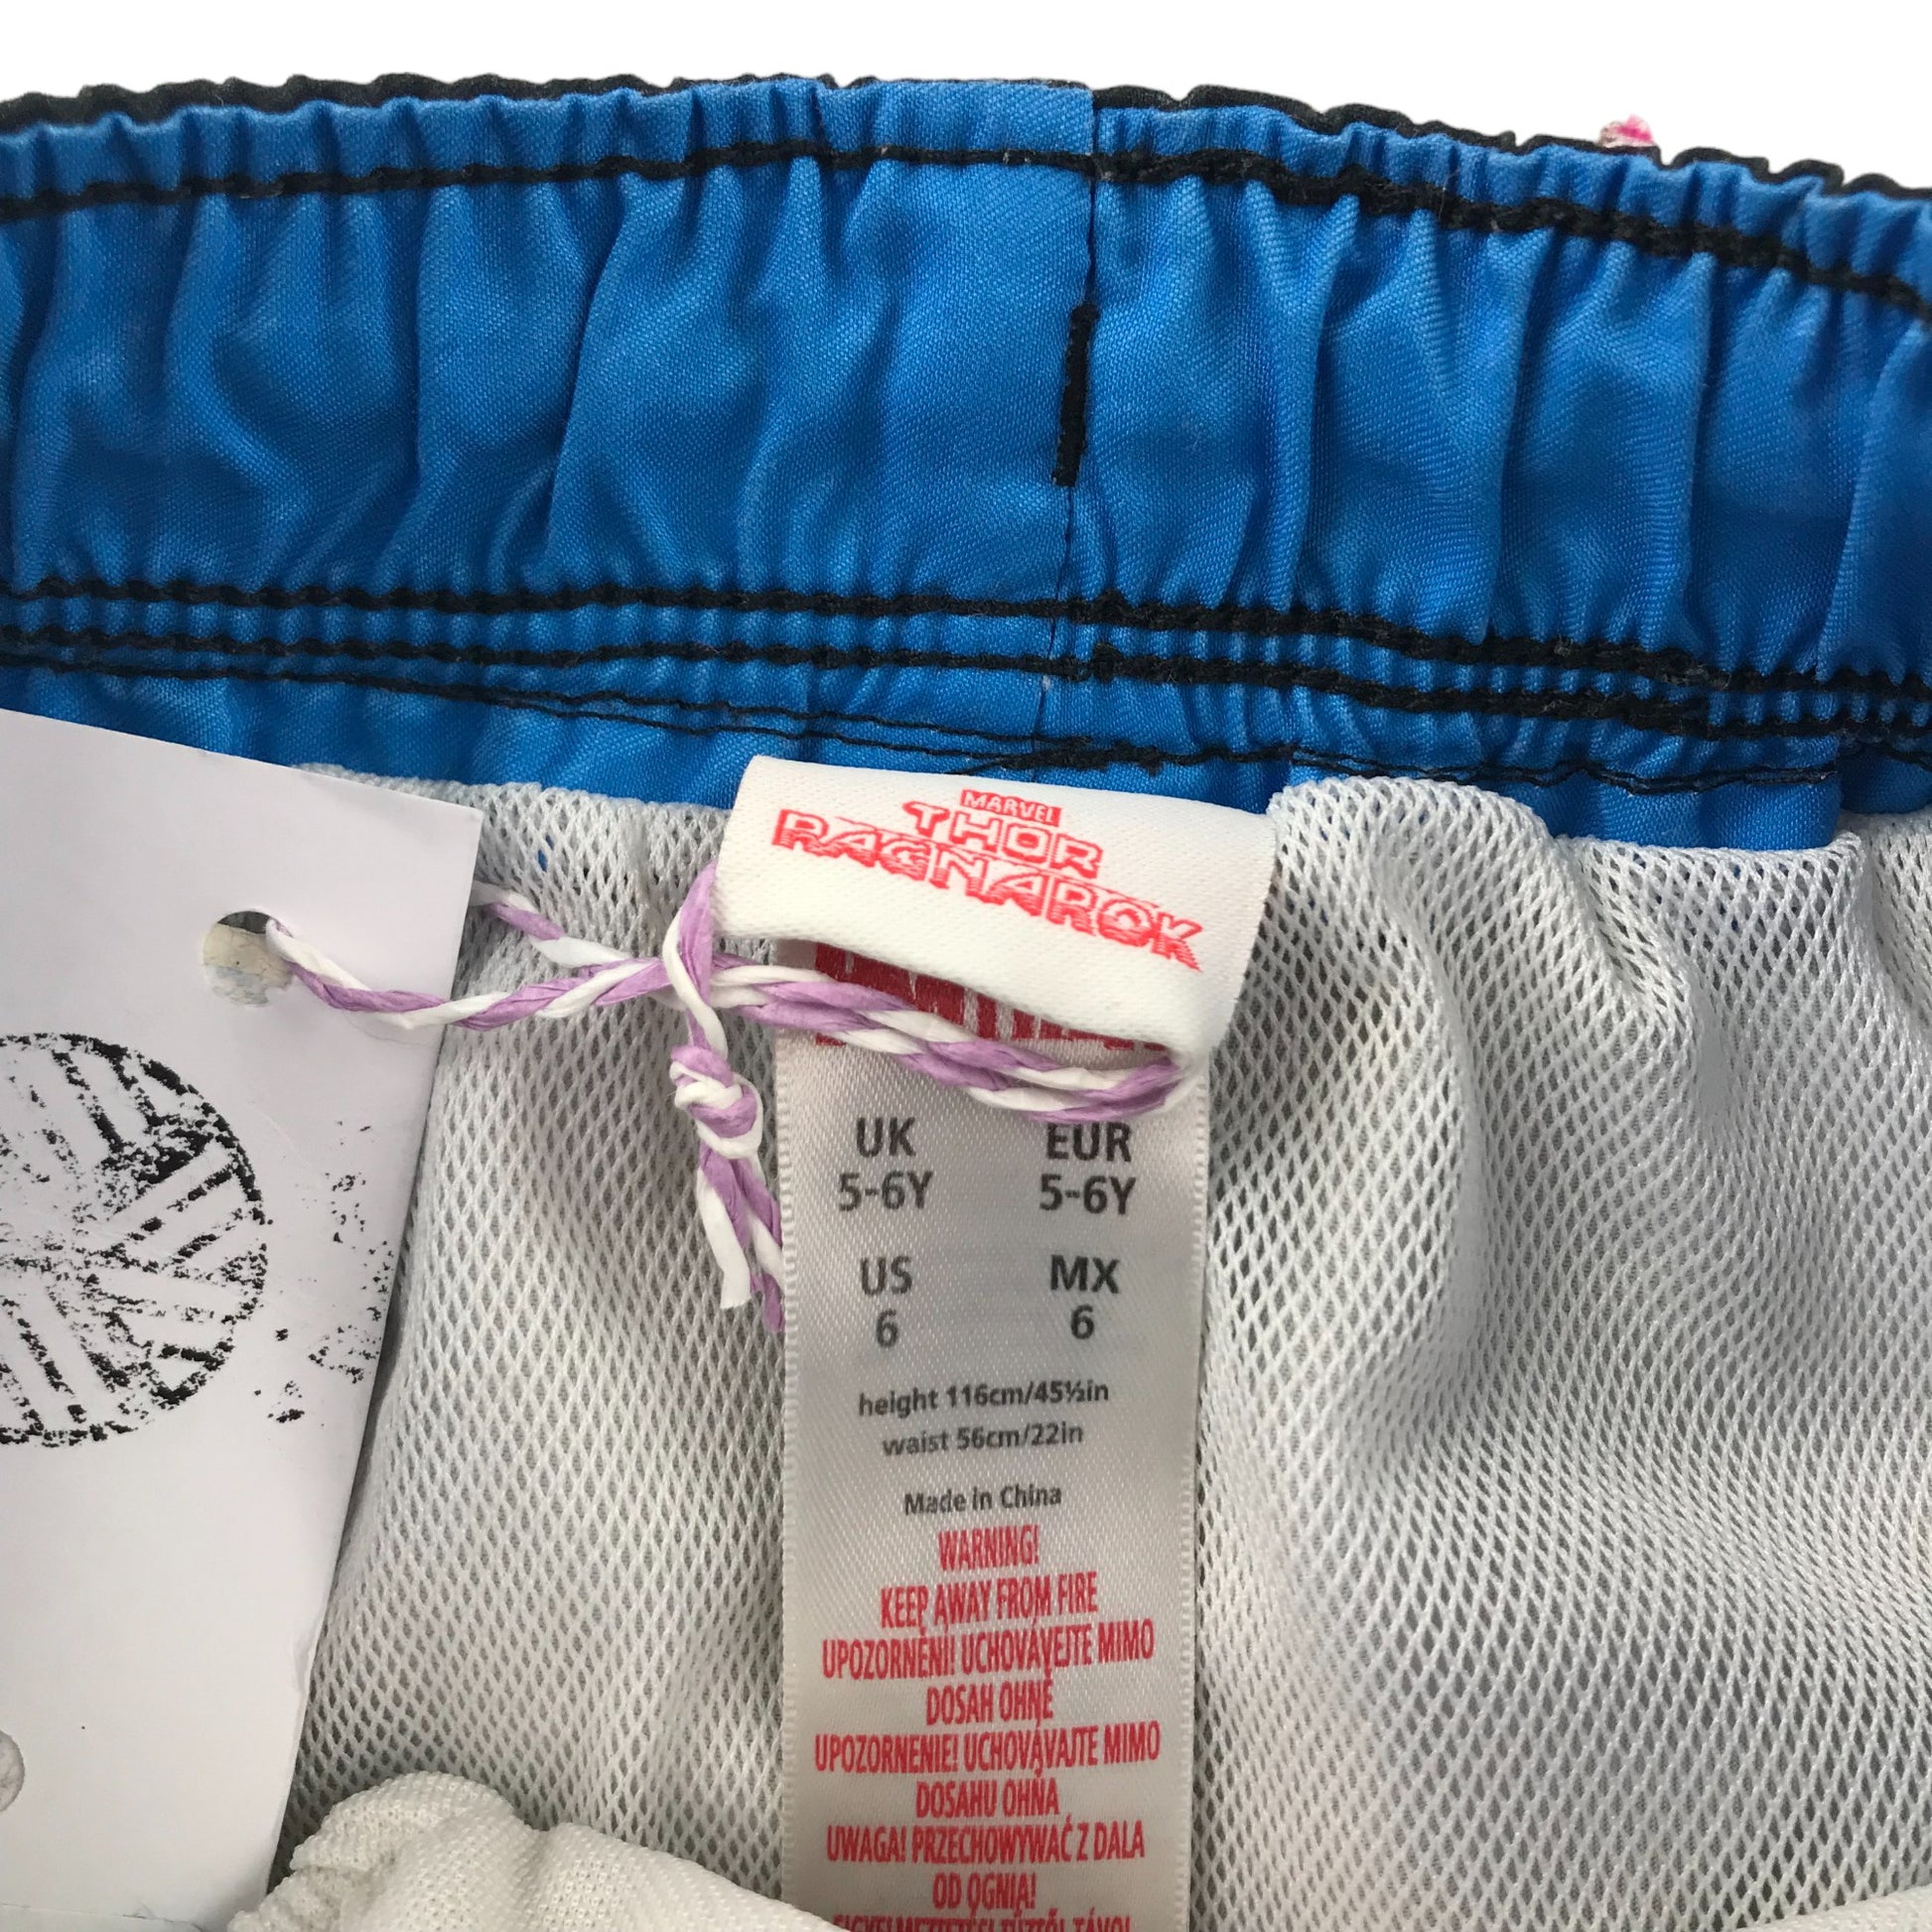 MARVEL
THOR
RAGNAROK
UK EUR
5-6Y 5-6Y
US MX
6 6
height 116cm/45½in
waist 56cm/22in
Made in China
WARNING!
KEEP AWAY FROM FIRE
UPOZORNĚNÍ! UCHOVÁVEJTE MIMO
DOSAH OHNĚ
UPOZORNENIE! UCHOVÁVAJTE MIMO
DOSAHU OHŇA
UWAGA! PRZECHOWYWAĆ Z DALA
OD OGNIA!